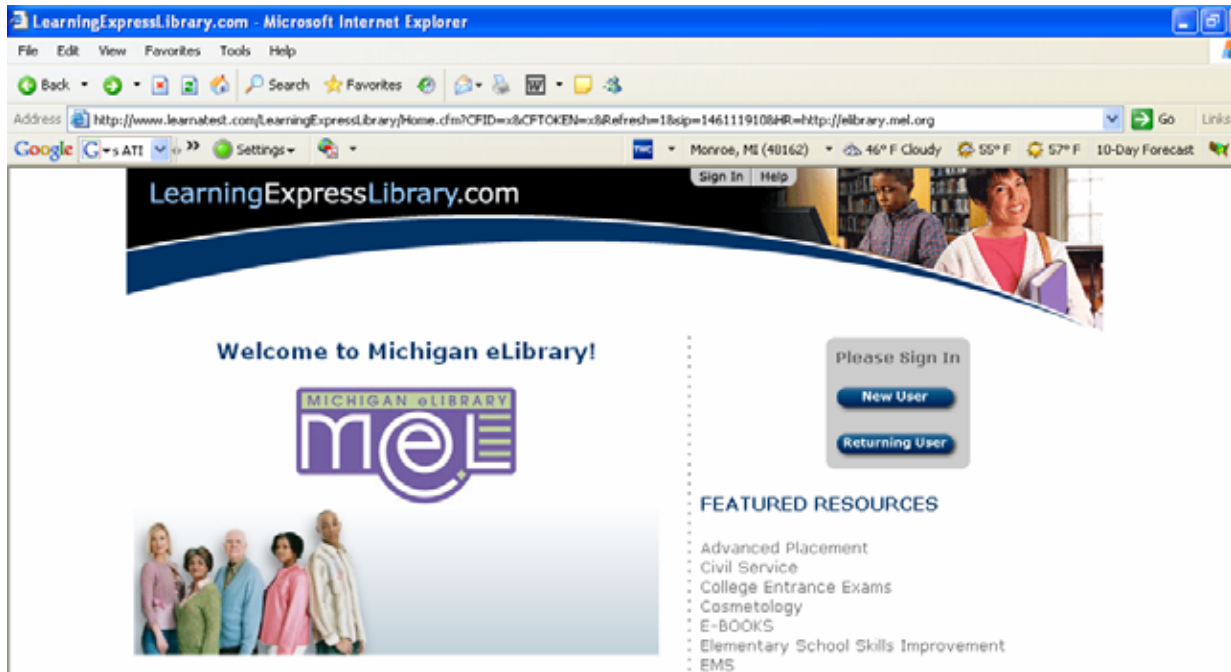 LearningExpressLibrary.com - Microsoft Internet Explorer
File Edit View Favorites Tools Help
Back Search Favorites W
Address http://www.learnatest.com/LearningExpressLibrary/Home.cfm?CFID=x&CFTOKEN=x&Refresh=1&sip=146111910&HR=http://elibrary.mel.org Go Links
Google G s ATI » Settings TWC Monroe, MI (48162) 46° F Cloudy 55° F 57° F 10-Day Forecast
LearningExpressLibrary.com
Sign In Help
Welcome to Michigan eLibrary!
MICHIGAN eLIBRARY
MeL
Please Sign In
New User
Returning User
FEATURED RESOURCES
Advanced Placement
Civil Service
College Entrance Exams
Cosmetology
E-BOOKS
Elementary School Skills Improvement
EMS